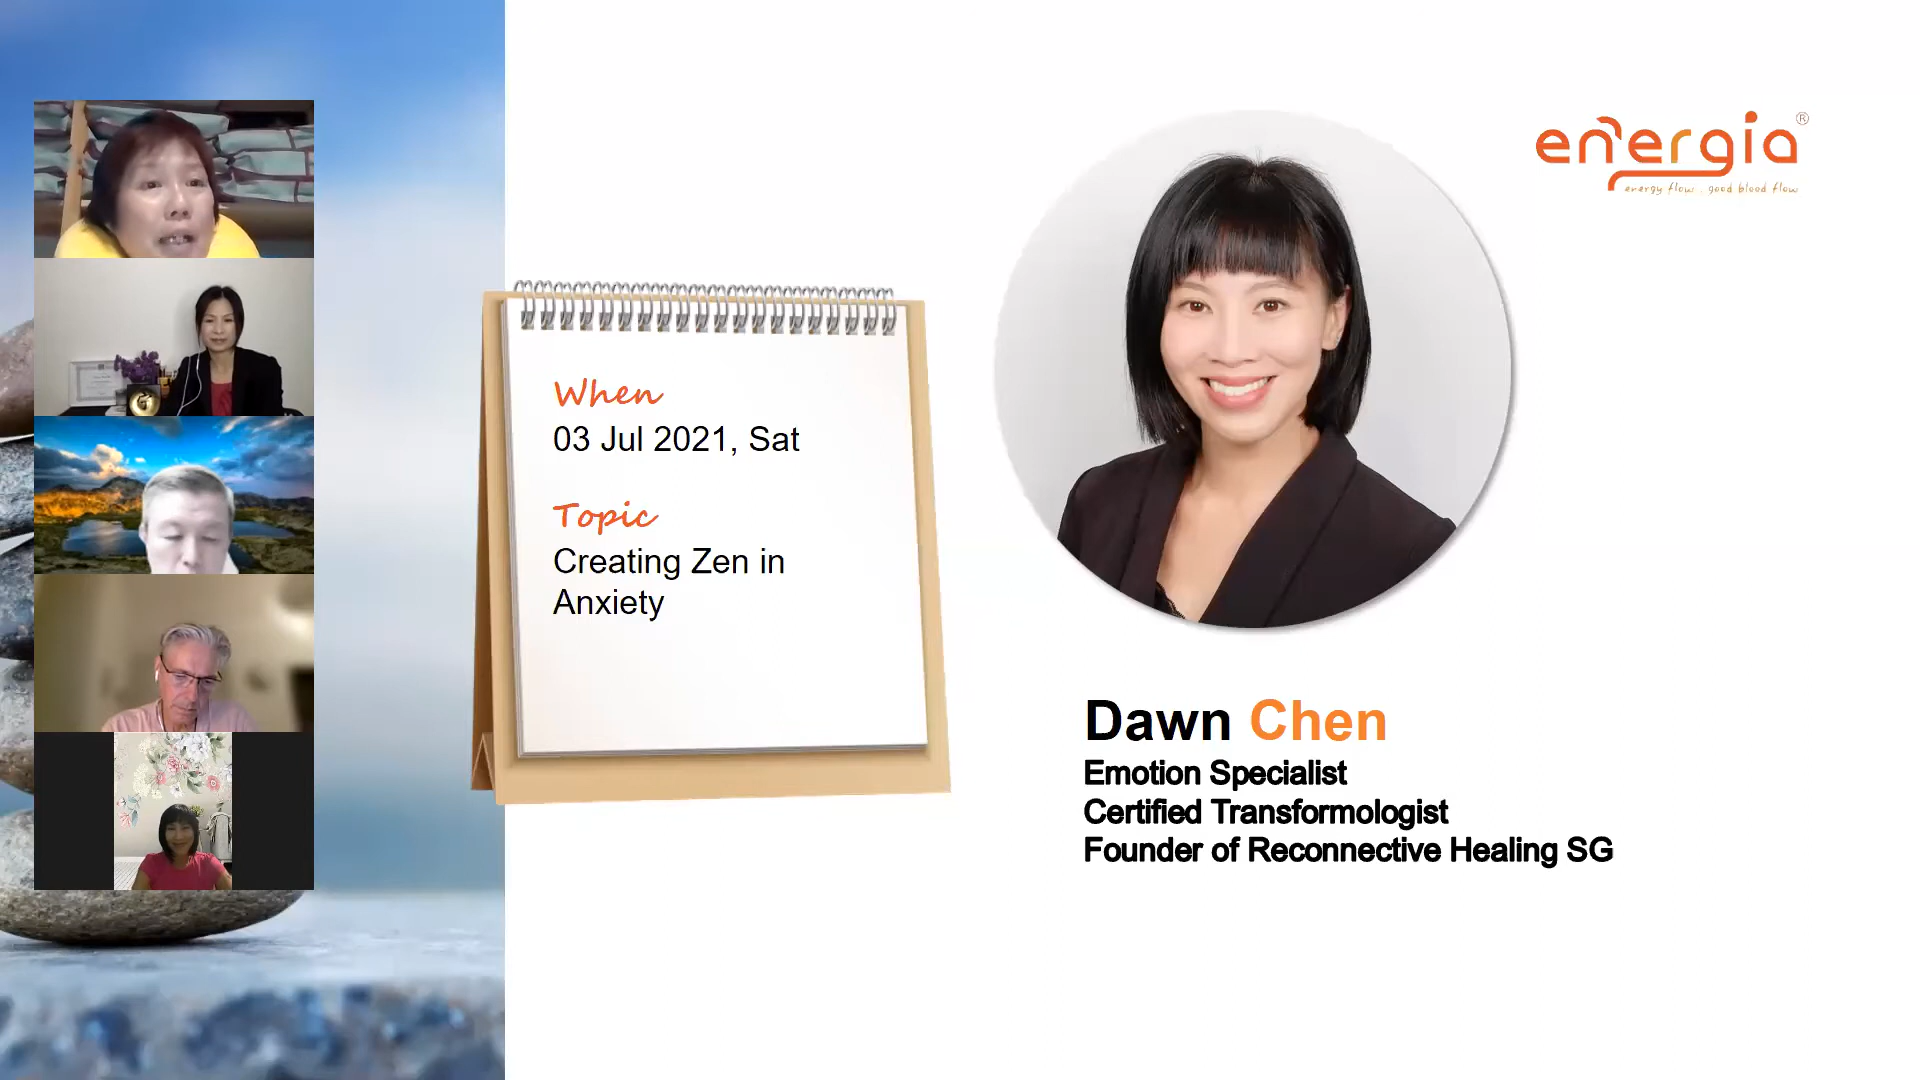 energia®
energy flow . good blood flow
When
03 Jul 2021, Sat
Topic
Creating Zen in
Anxiety
Dawn Chen
Emotion Specialist
Certified Transformologist
Founder of Reconnective Healing SG